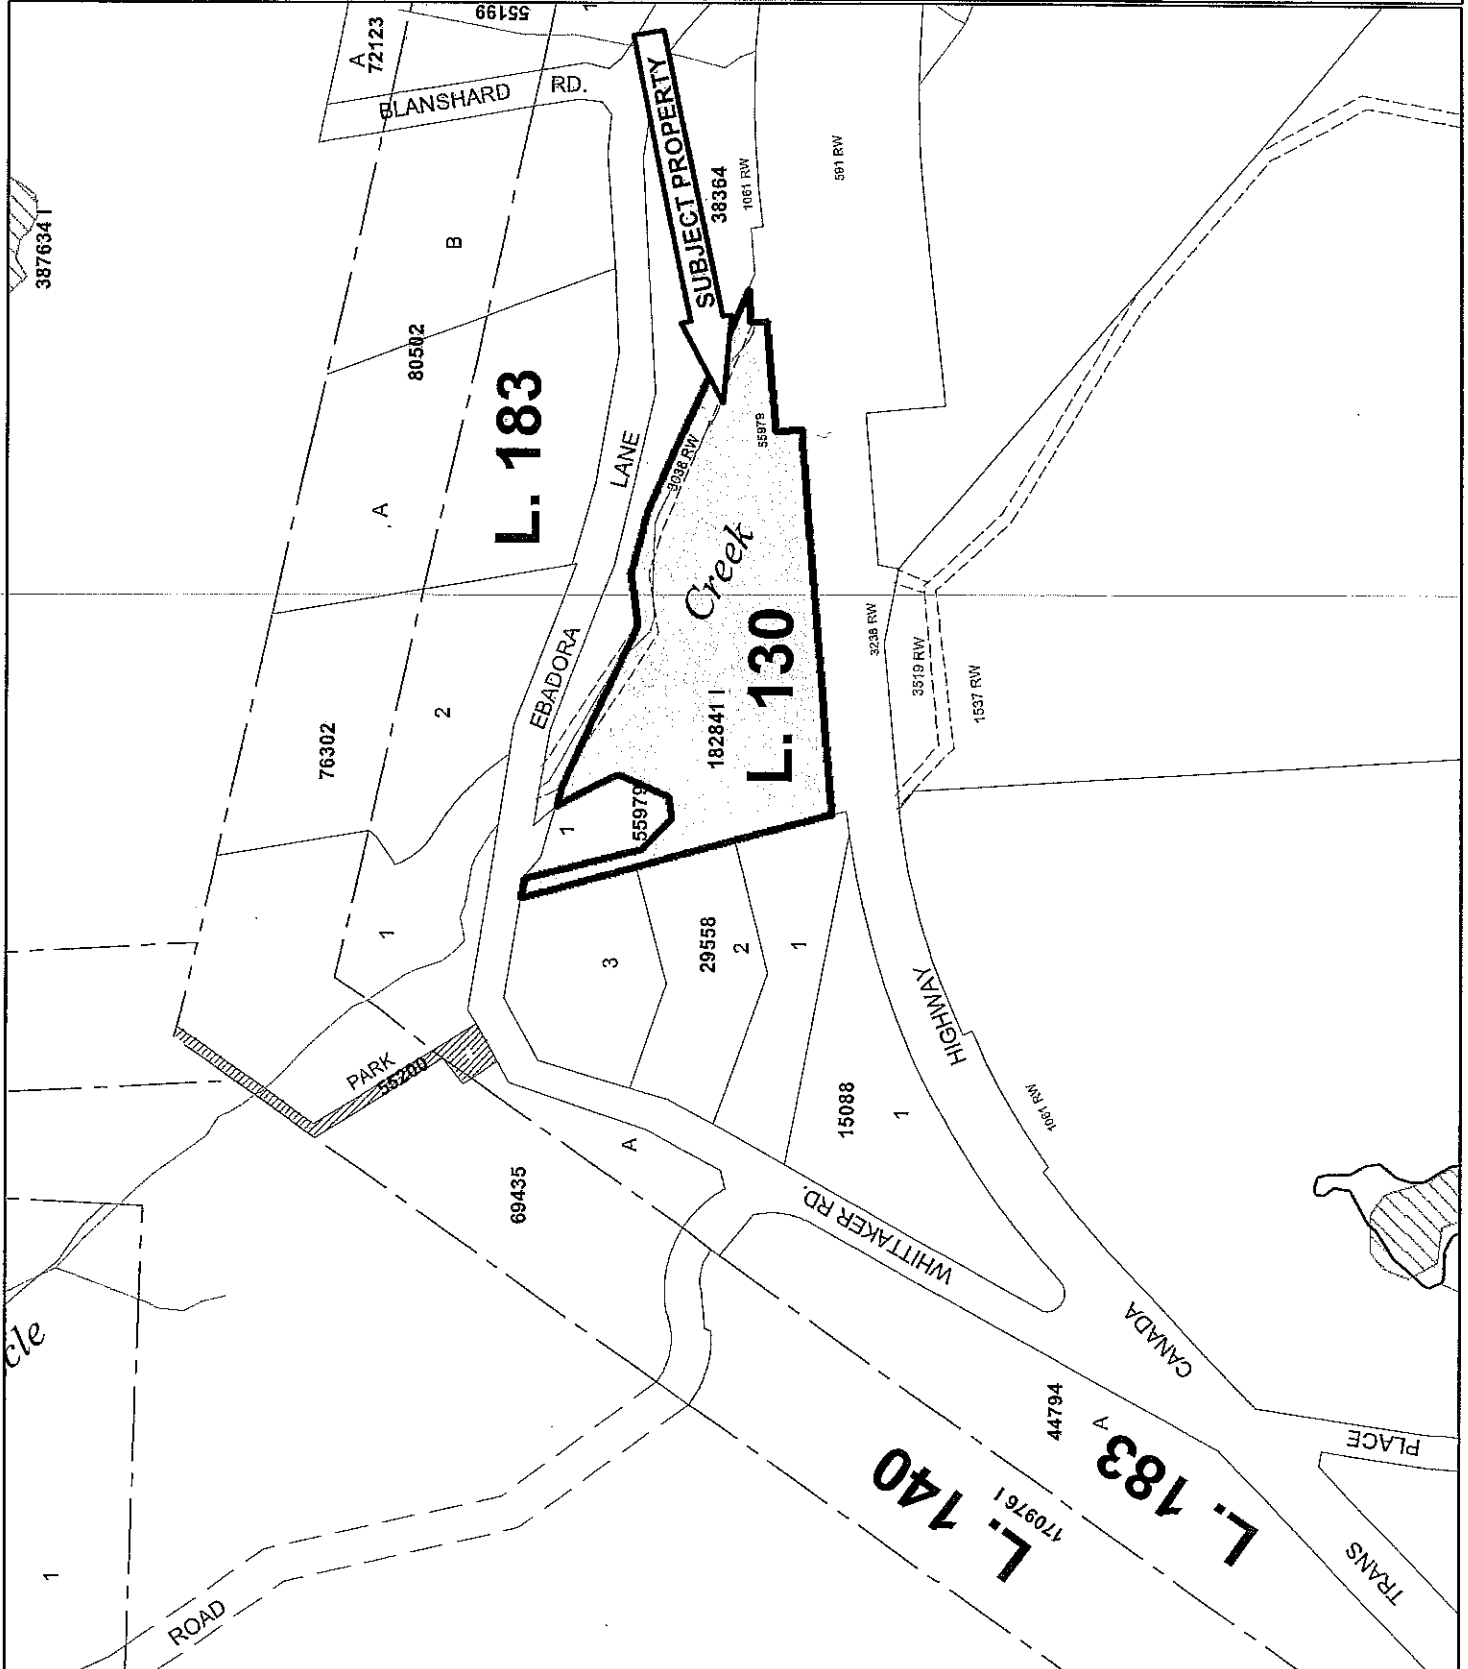 55199
1
A
72123
BLANSHARD RD.
387634 I
B
80502
A
L. 183
SUBJECT PROPERTY
38364
1061 RW
591 RW
EBADORA LANE
3038 RW
55979
Creek
L. 130
182841 I
76302
2
1
55979
1
3
29558
2
1
3238 RW
3519 RW
1537 RW
PARK
55200
A
69435
15088
1
HIGHWAY
1061 RW
WHITTAKER RD.
cle
CANADA
44794
A
PLACE
L. 140
170976 I
L. 183
TRANS
1
ROAD